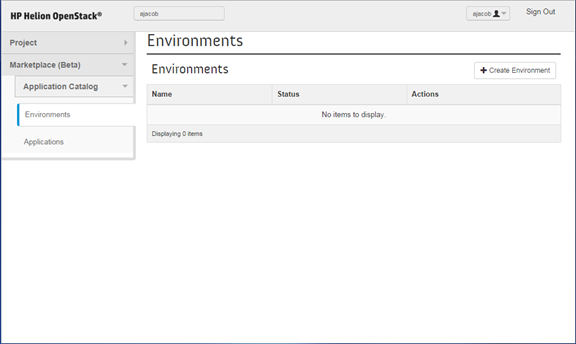 HP Helion OpenStack®
ajacob
ajacob
Sign Out
Project
Marketplace (Beta)
Application Catalog
Environments
Applications
Environments
Environments
+ Create Environment
Name Status Actions
No items to display.
Displaying 0 items